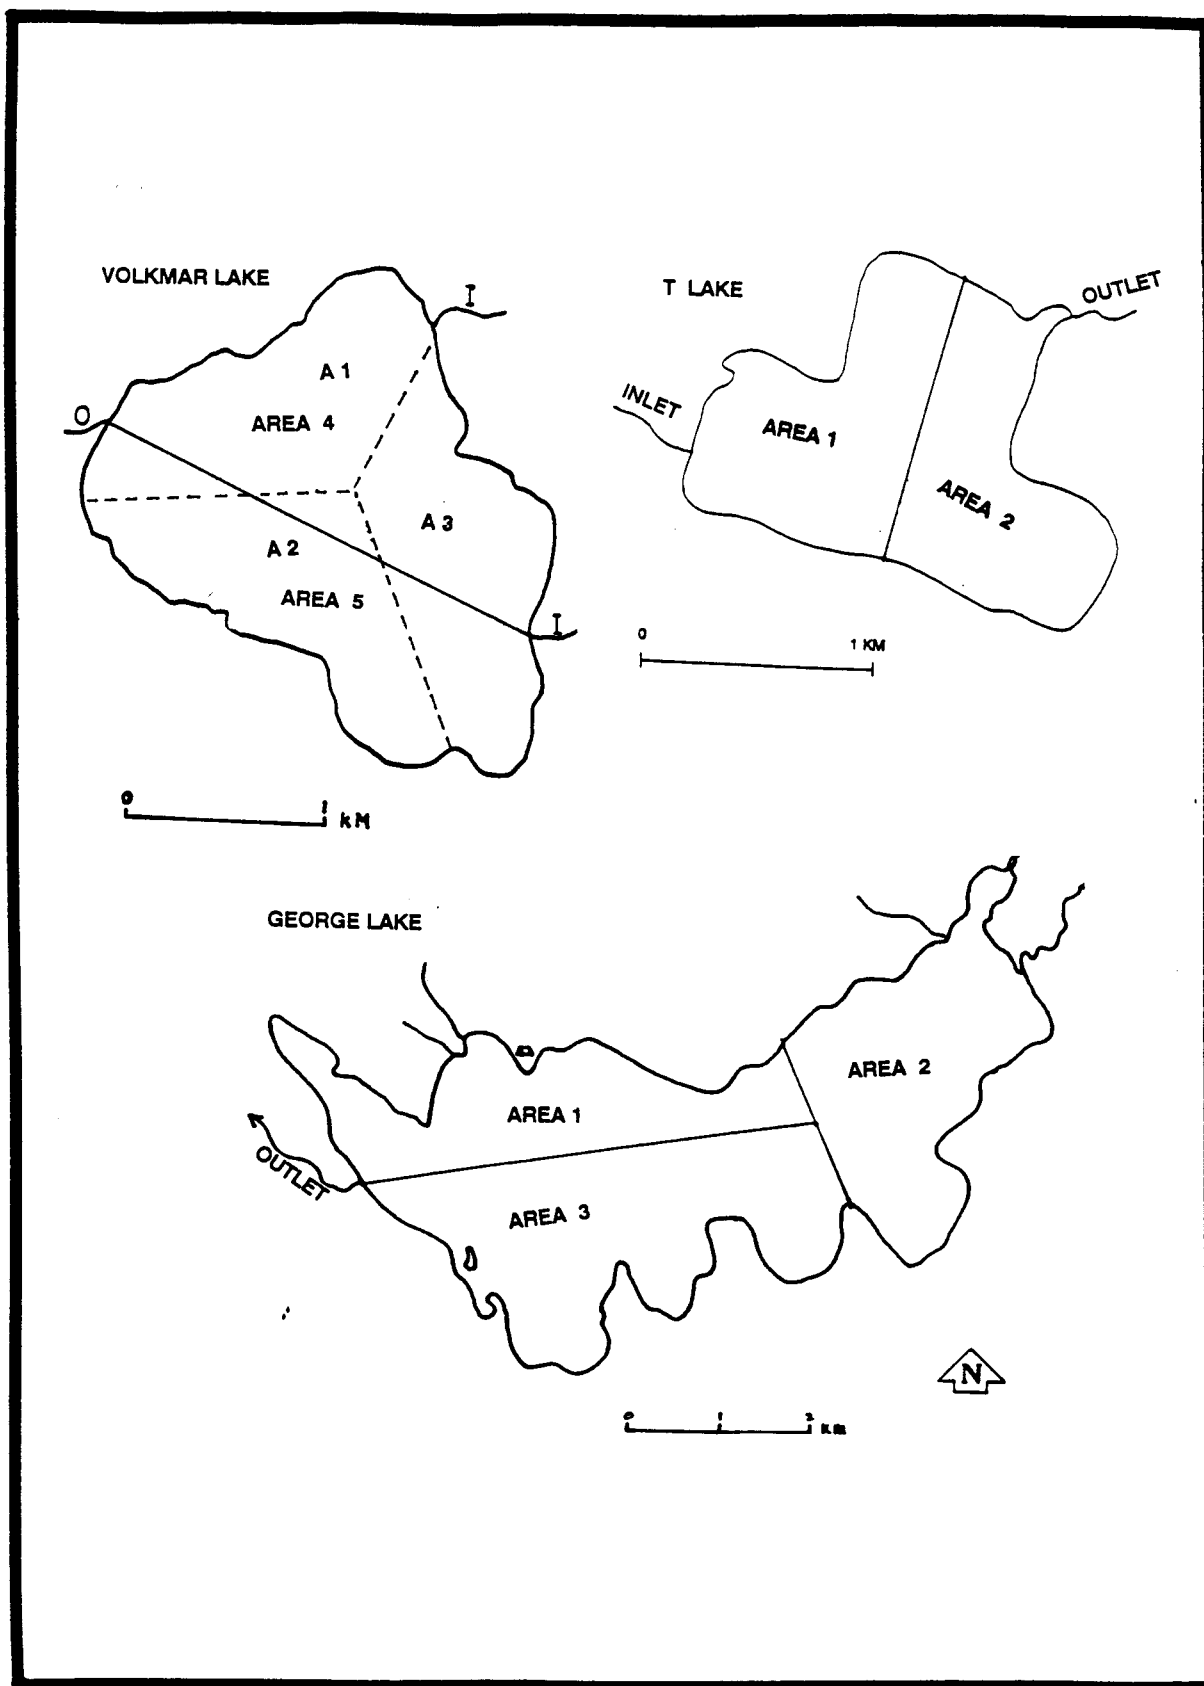 VOLKMAR LAKE
I
A 1
O
AREA 4
A 3
A 2
AREA 5
I
0 1 kM
T LAKE
OUTLET
INLET
AREA 1
AREA 2
0 1 KM
GEORGE LAKE
AREA 2
AREA 1
OUTLET
AREA 3
N
0 1 2 Km